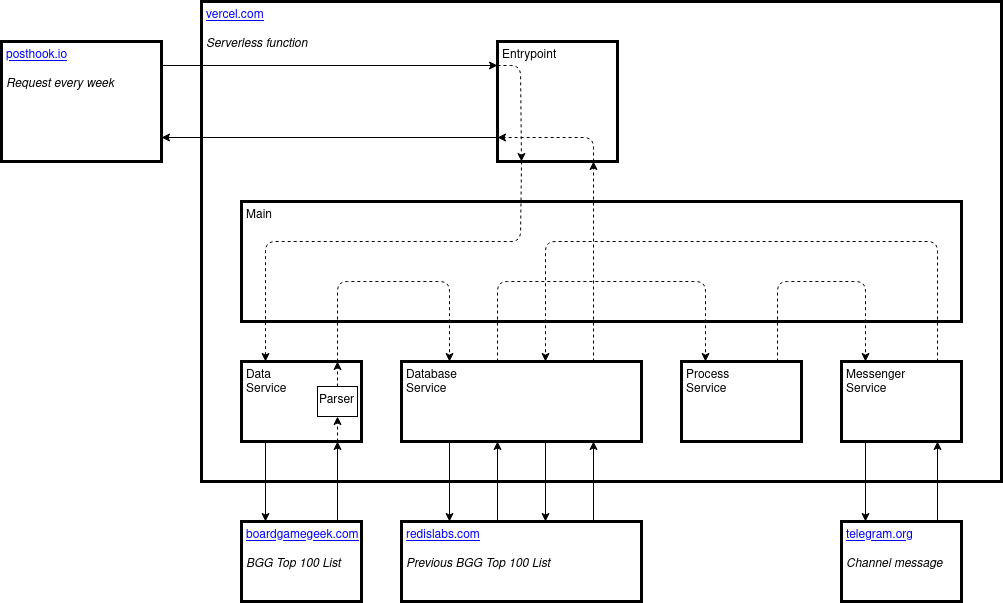 vercel.com
Serverless function
posthook.io
Request every week
Entrypoint
Main
Data
Service
Parser
Database
Service
Process
Service
Messenger
Service
boardgamegeek.com
BGG Top 100 List
redislabs.com
Previous BGG Top 100 List
telegram.org
Channel message